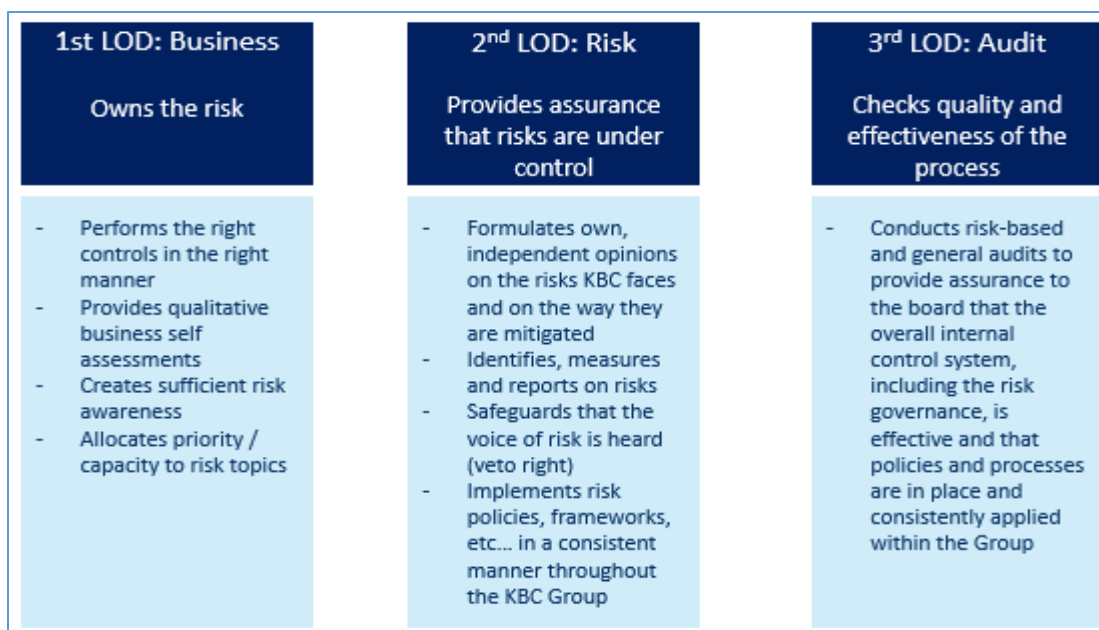 1st LOD: Business
Owns the risk
- Performs the right
controls in the right
manner
- Provides qualitative
business self
assessments
- Creates sufficient risk
awareness
- Allocates priority /
capacity to risk topics
2nd LOD: Risk
Provides assurance
that risks are under
control
- Formulates own,
independent opinions
on the risks KBC faces
and on the way they
are mitigated
- Identifies, measures
and reports on risks
- Safeguards that the
voice of risk is heard
(veto right)
- Implements risk
policies, frameworks,
etc... in a consistent
manner throughout
the KBC Group
3rd LOD: Audit
Checks quality and
effectiveness of the
process
- Conducts risk-based
and general audits to
provide assurance to
the board that the
overall internal
control system,
including the risk
governance, is
effective and that
policies and processes
are in place and
consistently applied
within the Group